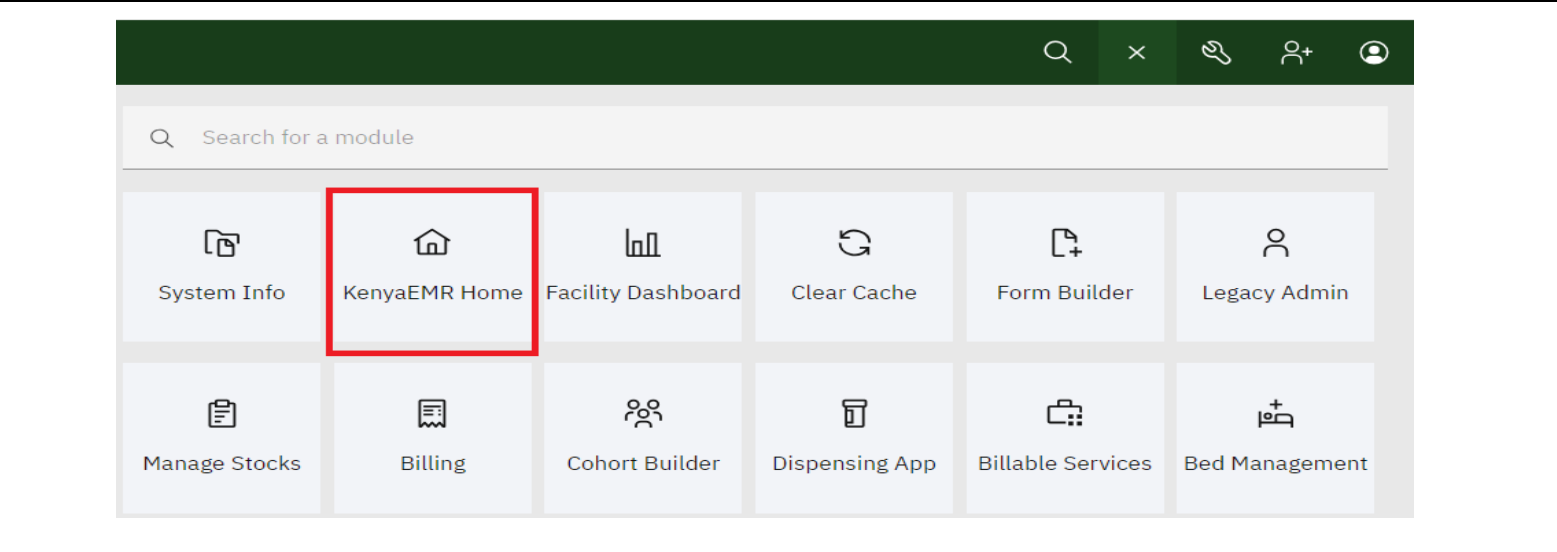 Search for a module
System Info
KenyaEMR Home
Facility Dashboard
Clear Cache
Form Builder
Legacy Admin
Manage Stocks
Billing
Cohort Builder
Dispensing App
Billable Services
Bed Management